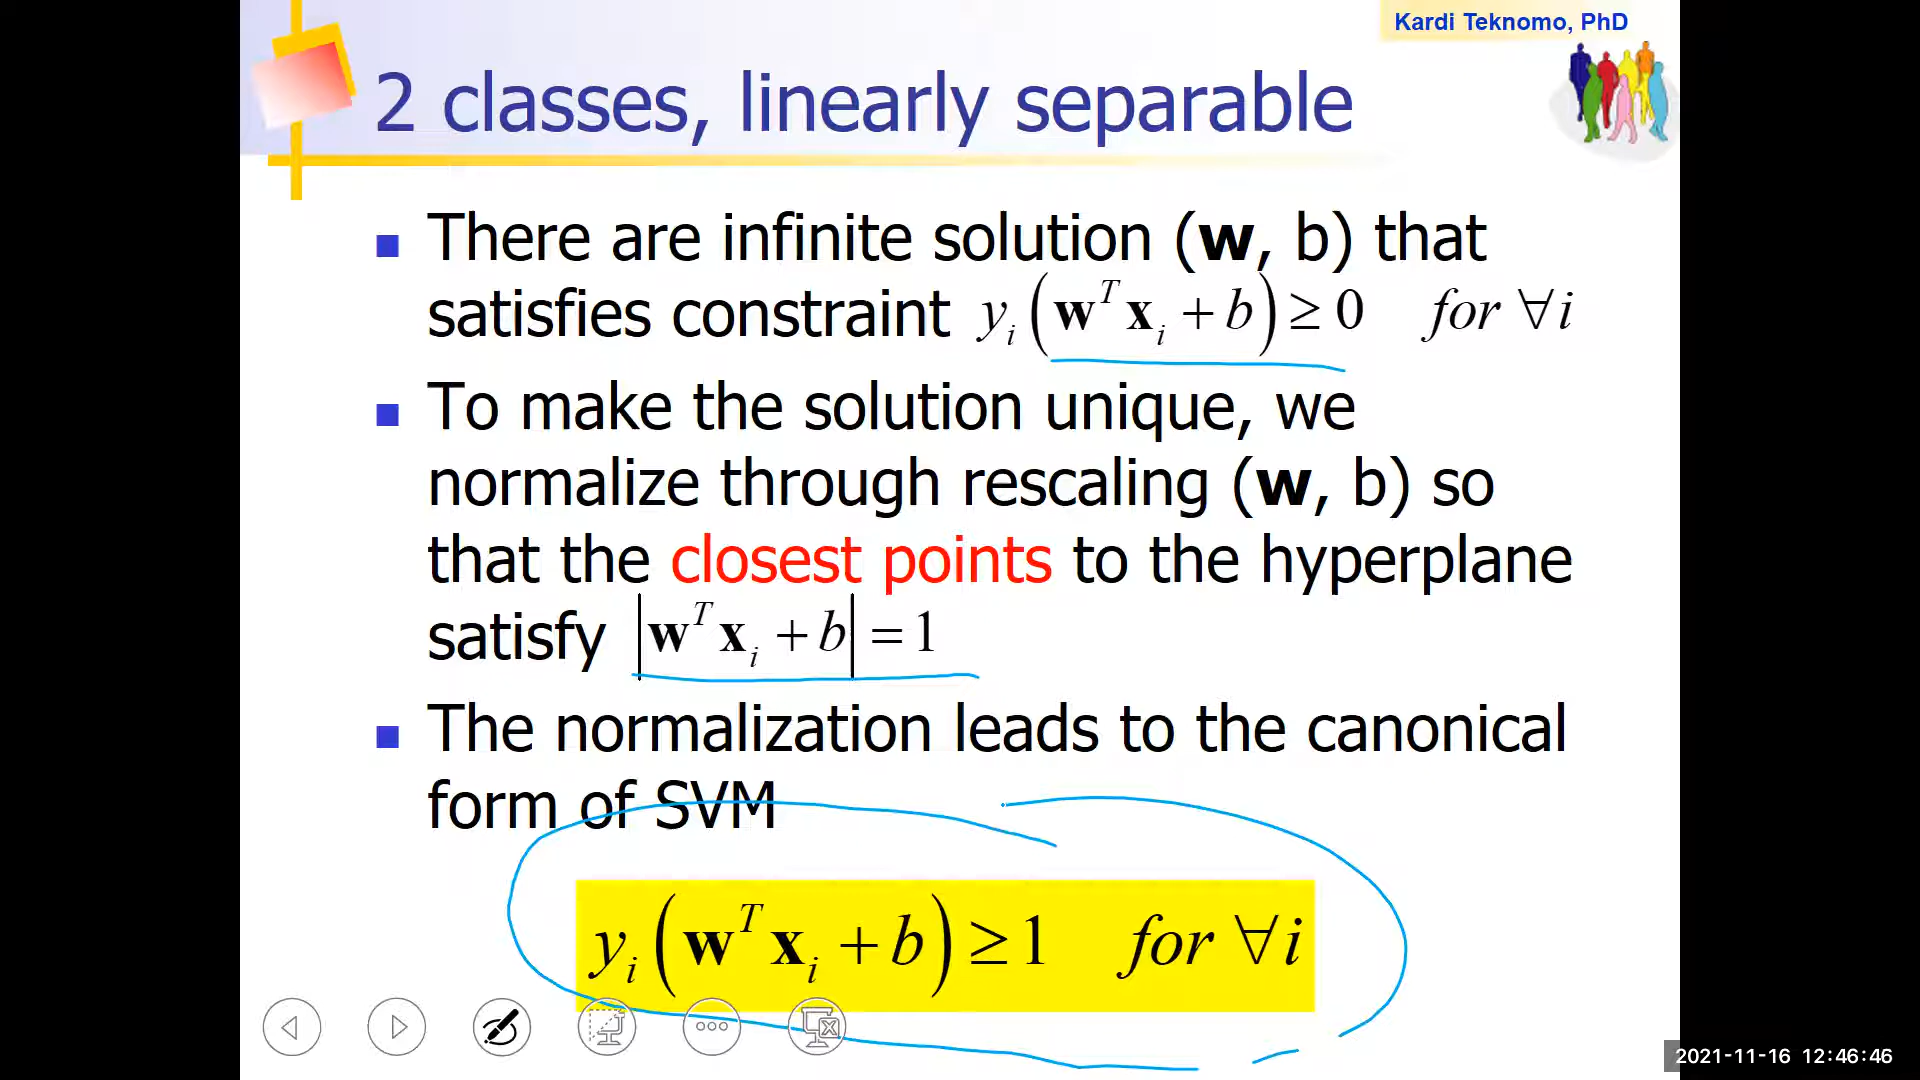 Kardi Teknomo, PhD
2 classes, linearly separable
There are infinite solution (w, b) that
satisfies constraint yᵢ(wᵀxᵢ + b) ≥ 0 for ∀i
To make the solution unique, we
normalize through rescaling (w, b) so
that the closest points to the hyperplane
satisfy |wᵀxᵢ + b| = 1
The normalization leads to the canonical
form of SVM
yᵢ(wᵀxᵢ + b) ≥ 1 for ∀i
2021-11-16 12:46:46